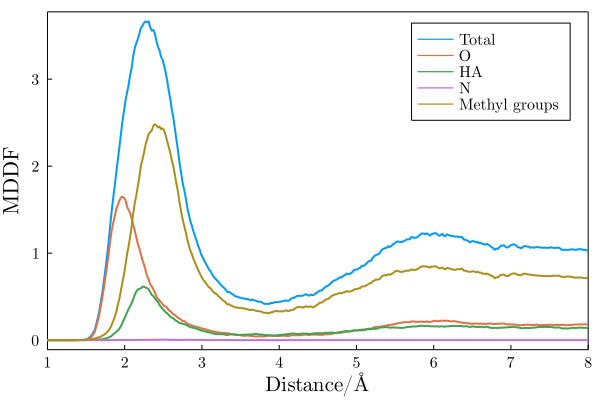 Total
O
HA
N
Methyl groups
MDDF
3
2
1
0
1 2 3 4 5 6 7 8
Distance/Å